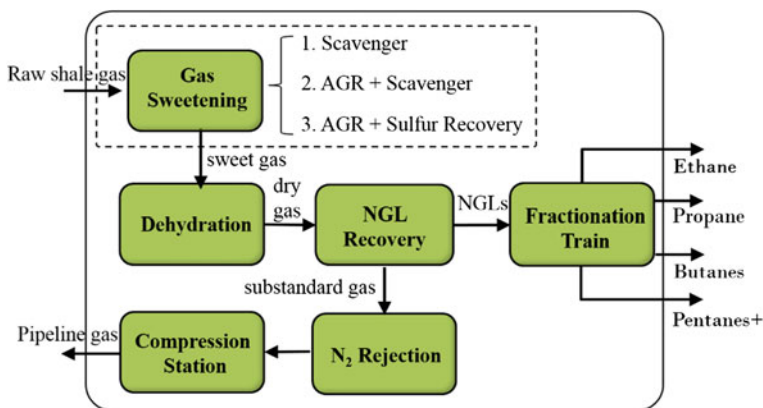 Raw shale gas
Gas
Sweetening
1. Scavenger
2. AGR + Scavenger
3. AGR + Sulfur Recovery
sweet gas
Dehydration
dry
gas
NGL
Recovery
NGLs
Fractionation
Train
Ethane
Propane
Butanes
Pentanes+
substandard gas
N₂ Rejection
Compression
Station
Pipeline gas